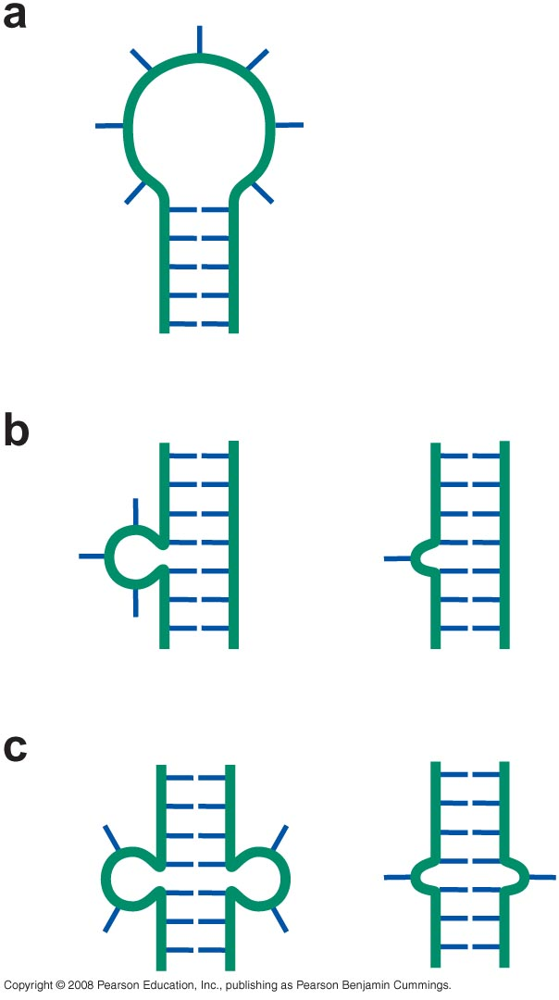 a
b
c
Copyright © 2008 Pearson Education, Inc., publishing as Pearson Benjamin Cummings.